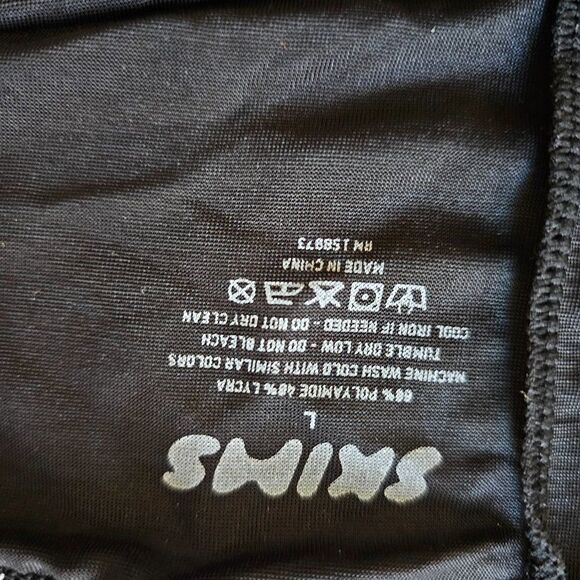 SKIMS
L
60% POLYAMIDE 40% LYCRA
MACHINE WASH COLD WITH SIMILAR COLORS
TUMBLE DRY LOW - DO NOT BLEACH
COOL IRON IF NEEDED - DO NOT DRY CLEAN
MADE IN CHINA
RN 158973